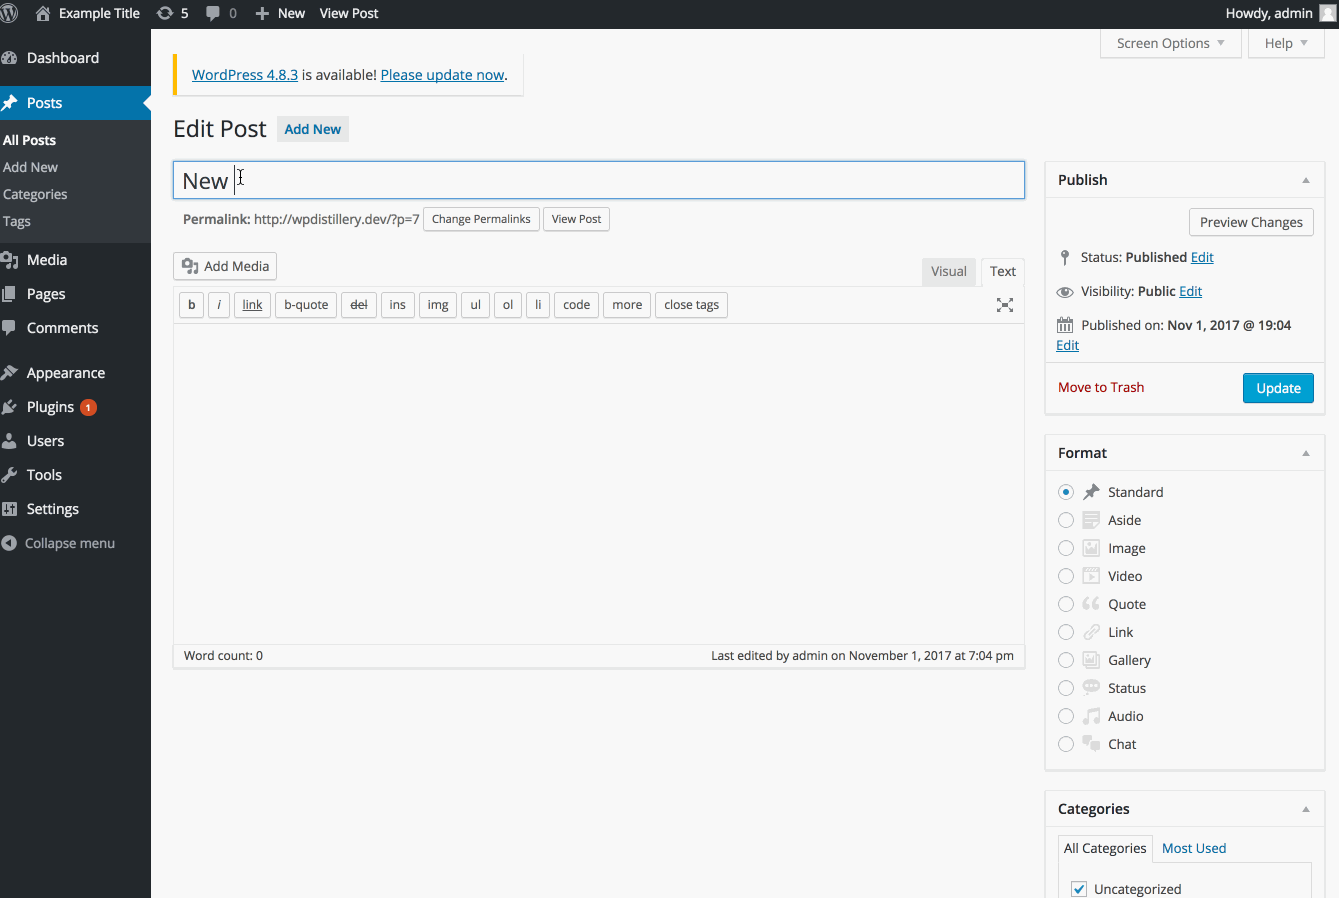 Example Title 5 0 New View Post Howdy, admin
Screen Options Help
Dashboard
Posts
All Posts
Add New
Categories
Tags
Media
Pages
Comments
Appearance
Plugins 1
Users
Tools
Settings
Collapse menu
WordPress 4.8.3 is available! Please update now.
Edit Post Add New
New
Permalink: http://wpdistillery.dev/?p=7 Change Permalinks View Post
Add Media
Visual Text
b i link b-quote del ins img ul ol li code more close tags
Word count: 0 Last edited by admin on November 1, 2017 at 7:04 pm
Publish
Preview Changes
Status: Published Edit
Visibility: Public Edit
Published on: Nov 1, 2017 @ 19:04
Edit
Move to Trash Update
Format
Standard
Aside
Image
Video
Quote
Link
Gallery
Status
Audio
Chat
Categories
All Categories Most Used
Uncategorized